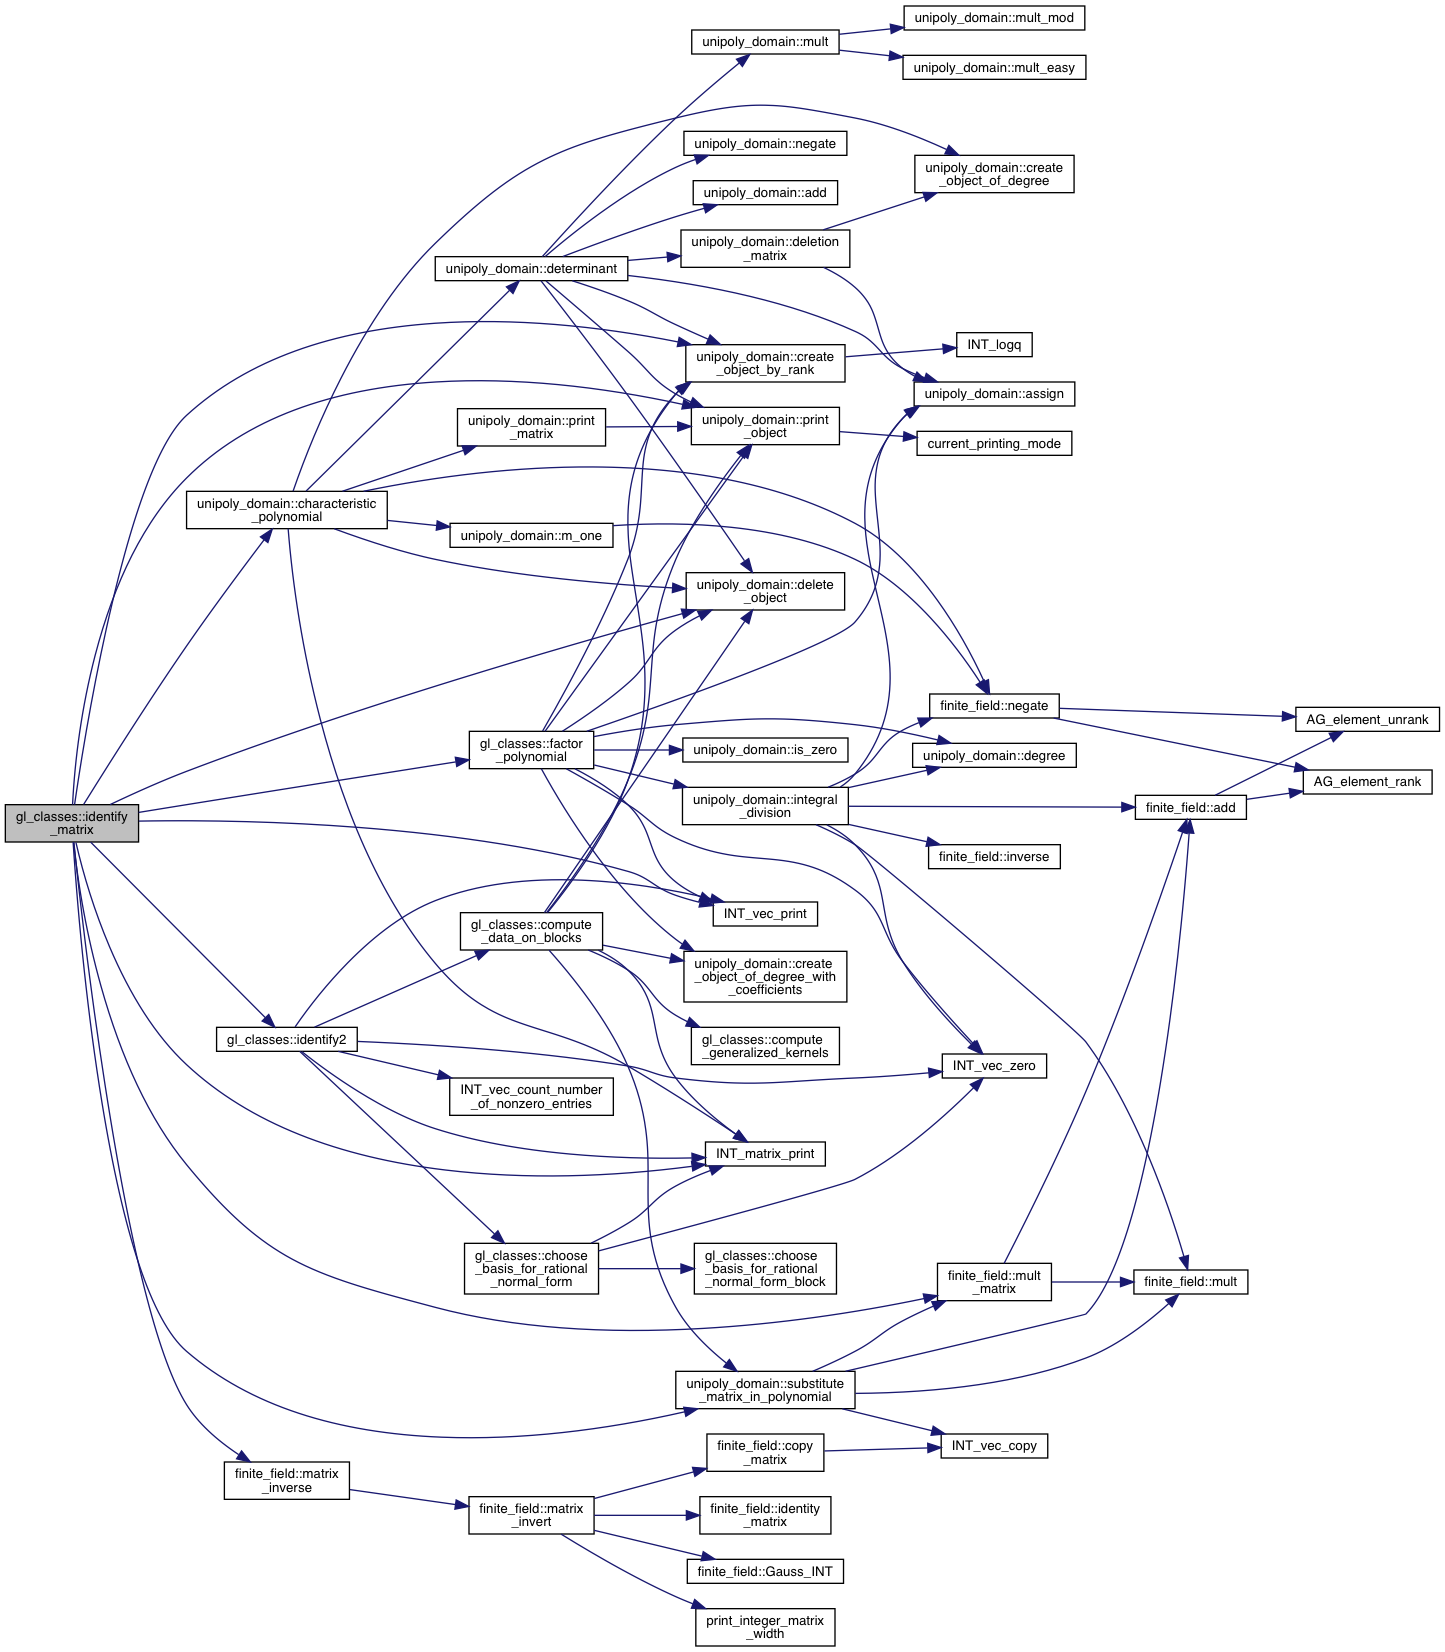 unipoly_domain::mult_mod
unipoly_domain::mult
unipoly_domain::mult_easy
unipoly_domain::negate
unipoly_domain::create
_object_of_degree
unipoly_domain::add
unipoly_domain::deletion
_matrix
unipoly_domain::determinant
INT_logq
unipoly_domain::create
_object_by_rank
unipoly_domain::assign
unipoly_domain::print
_matrix
unipoly_domain::print
_object
current_printing_mode
unipoly_domain::characteristic
_polynomial
unipoly_domain::m_one
unipoly_domain::delete
_object
finite_field::negate
AG_element_unrank
gl_classes::factor
_polynomial
unipoly_domain::is_zero
unipoly_domain::degree
AG_element_rank
unipoly_domain::integral
_division
finite_field::add
gl_classes::identify
_matrix
finite_field::inverse
INT_vec_print
gl_classes::compute
_data_on_blocks
unipoly_domain::create
_object_of_degree_with
_coefficients
gl_classes::identify2
gl_classes::compute
_generalized_kernels
INT_vec_zero
INT_vec_count_number
_of_nonzero_entries
INT_matrix_print
gl_classes::choose
_basis_for_rational
_normal_form
gl_classes::choose
_basis_for_rational
_normal_form_block
finite_field::mult
_matrix
finite_field::mult
unipoly_domain::substitute
_matrix_in_polynomial
finite_field::copy
_matrix
INT_vec_copy
finite_field::matrix
_inverse
finite_field::matrix
_invert
finite_field::identity
_matrix
finite_field::Gauss_INT
print_integer_matrix
_width